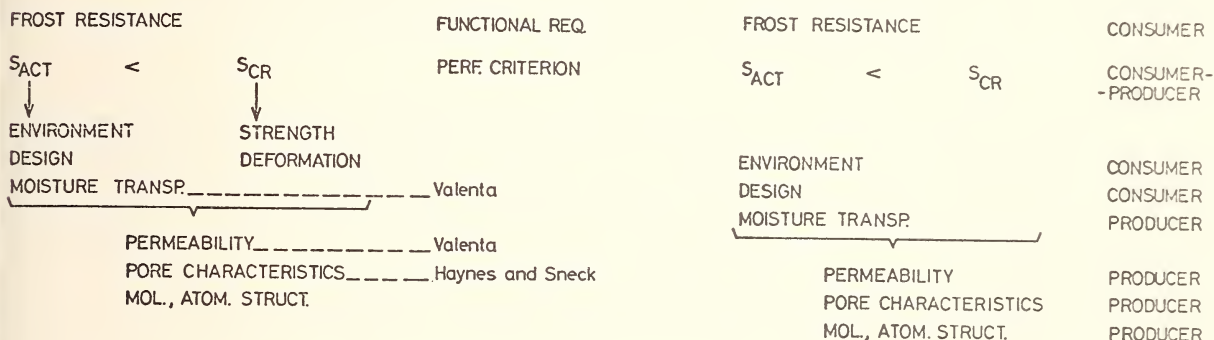 FROST RESISTANCE FUNCTIONAL REQ.
S_ACT < S_CR PERF. CRITERION
ENVIRONMENT STRENGTH
DESIGN DEFORMATION
MOISTURE TRANSP. Valenta
PERMEABILITY Valenta
PORE CHARACTERISTICS Haynes and Sneck
MOL., ATOM. STRUCT.
FROST RESISTANCE CONSUMER
S_ACT < S_CR CONSUMER-
-PRODUCER
ENVIRONMENT CONSUMER
DESIGN CONSUMER
MOISTURE TRANSP. PRODUCER
PERMEABILITY PRODUCER
PORE CHARACTERISTICS PRODUCER
MOL., ATOM. STRUCT. PRODUCER